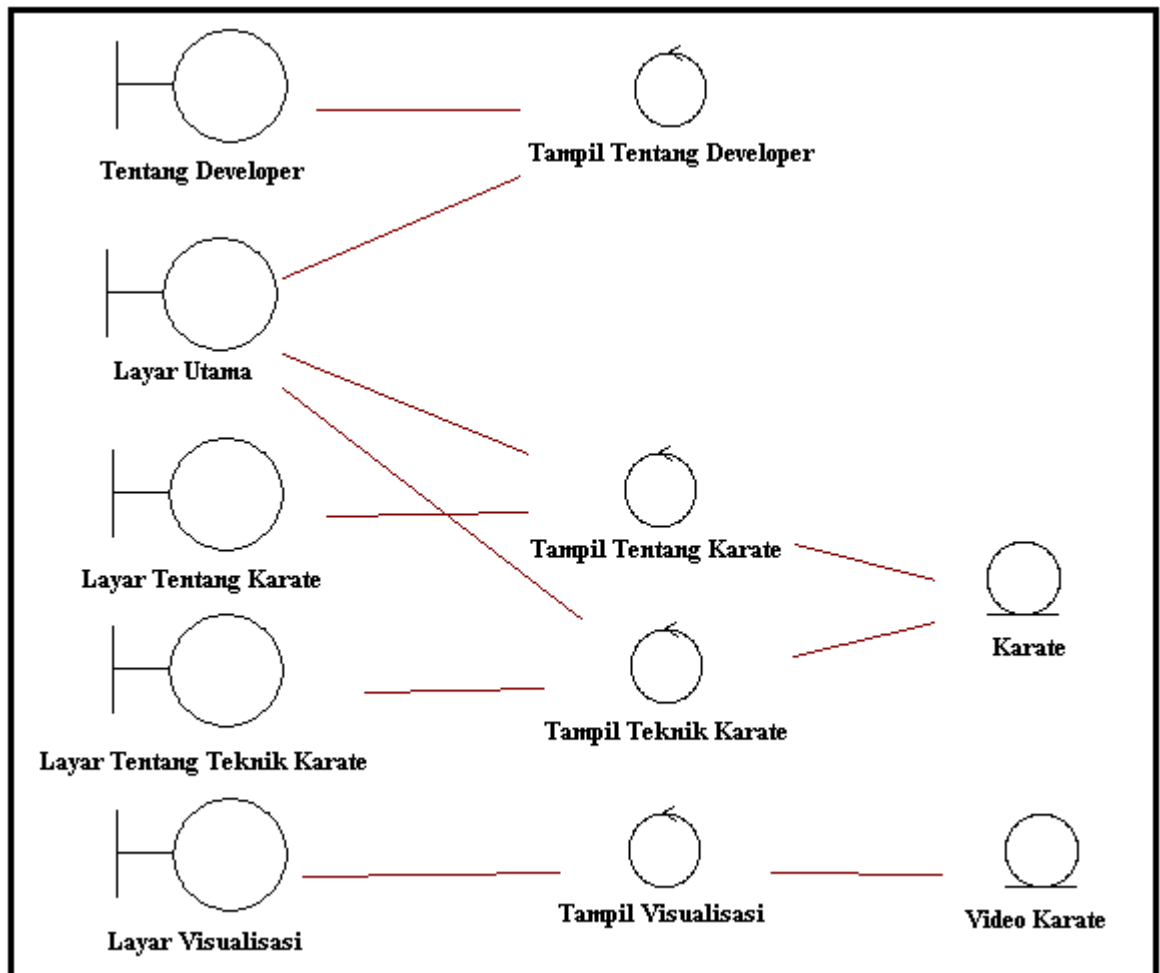 Tentang Developer
Tampil Tentang Developer
Layar Utama
Layar Tentang Karate
Tampil Tentang Karate
Karate
Layar Tentang Teknik Karate
Tampil Teknik Karate
Layar Visualisasi
Tampil Visualisasi
Video Karate